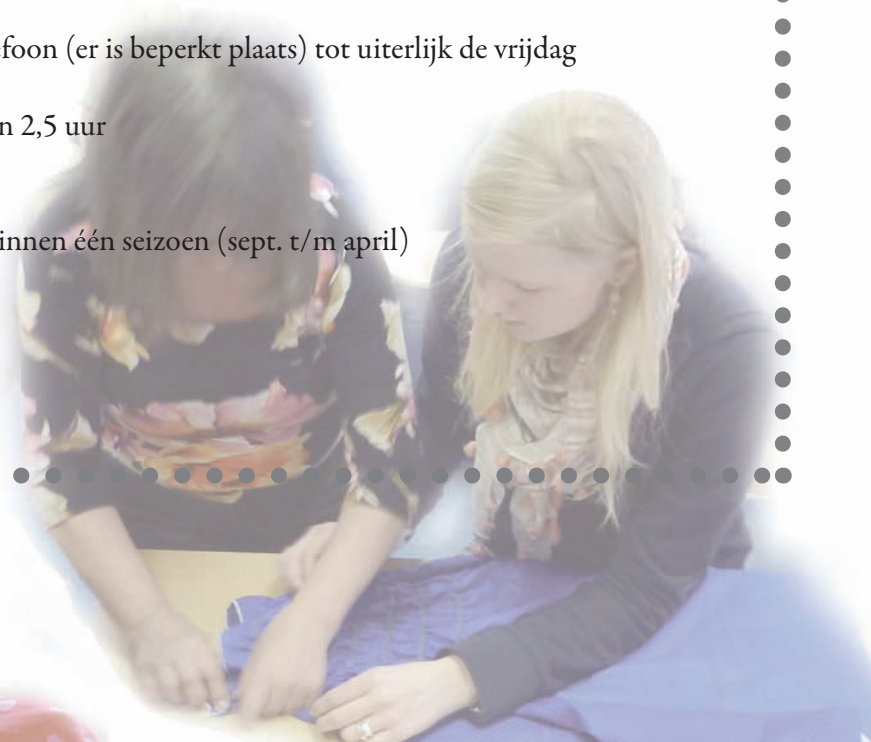 foon (er is beperkt plaats) tot uiterlijk de vrijdag
n 2,5 uur
innen één seizoen (sept. t/m april)